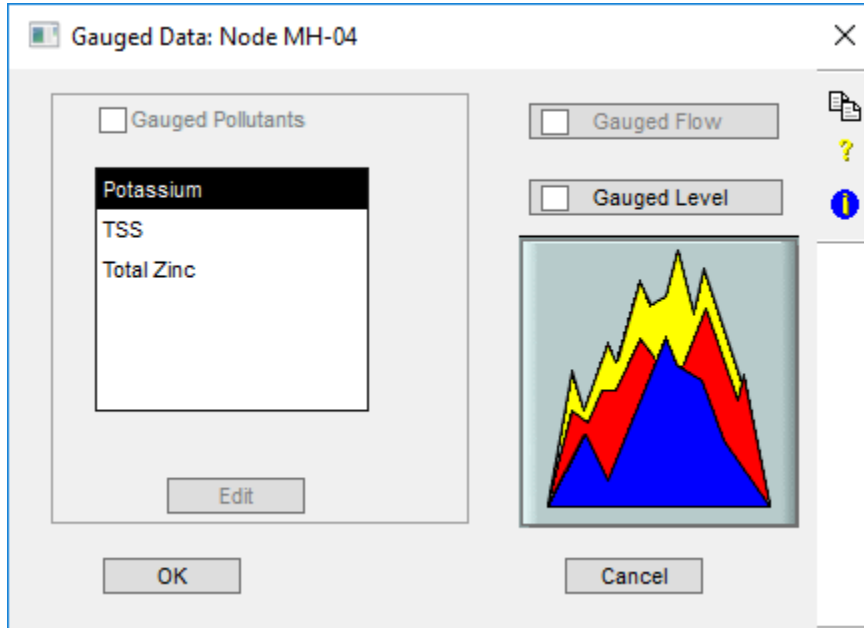 Gauged Data: Node MH-04
Gauged Pollutants
Potassium
TSS
Total Zinc
Edit
OK
Gauged Flow
Gauged Level
Cancel
?
i